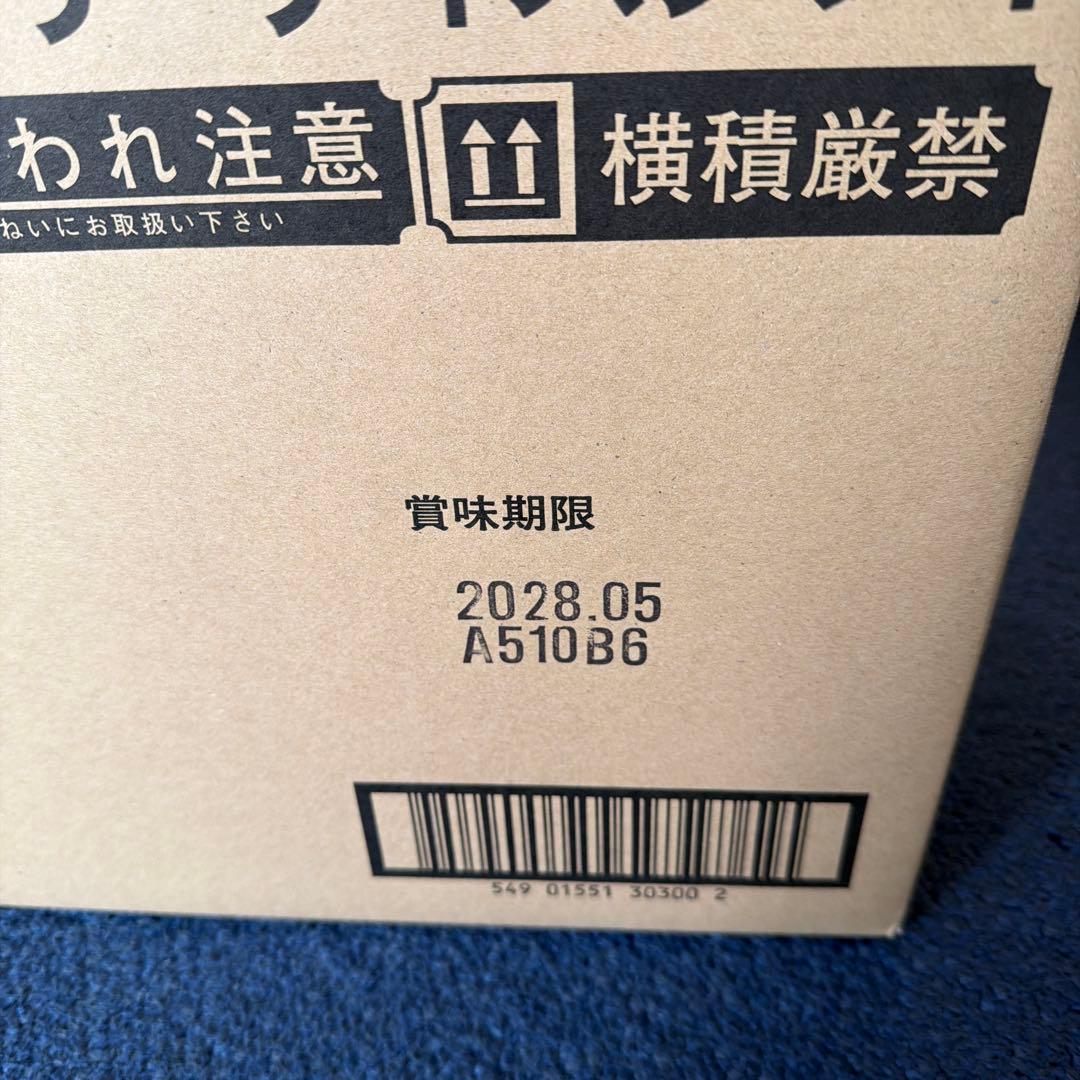 われ注意
ねいにお取扱い下さい
横積厳禁
賞味期限
2028.05
A510B6
549 01551 30300 2